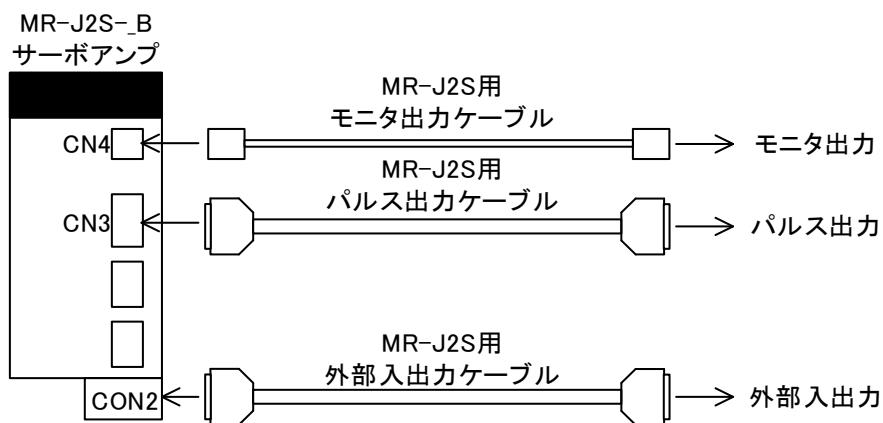 MR-J2S-_B
サーボアンプ
MR-J2S用
モニタ出力ケーブル
CN4
モニタ出力
MR-J2S用
パルス出力ケーブル
CN3
パルス出力
MR-J2S用
外部入出力ケーブル
CON2
外部入出力